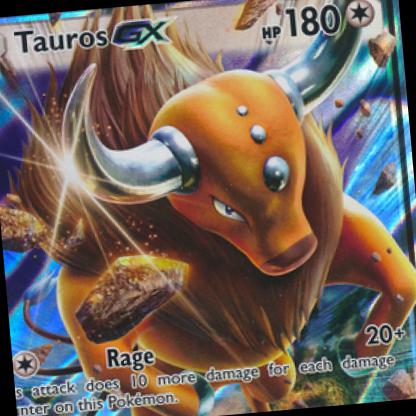 Tauros GX HP 180
Rage 20+
s attack does 10 more damage for each damage
nter on this Pokémon.